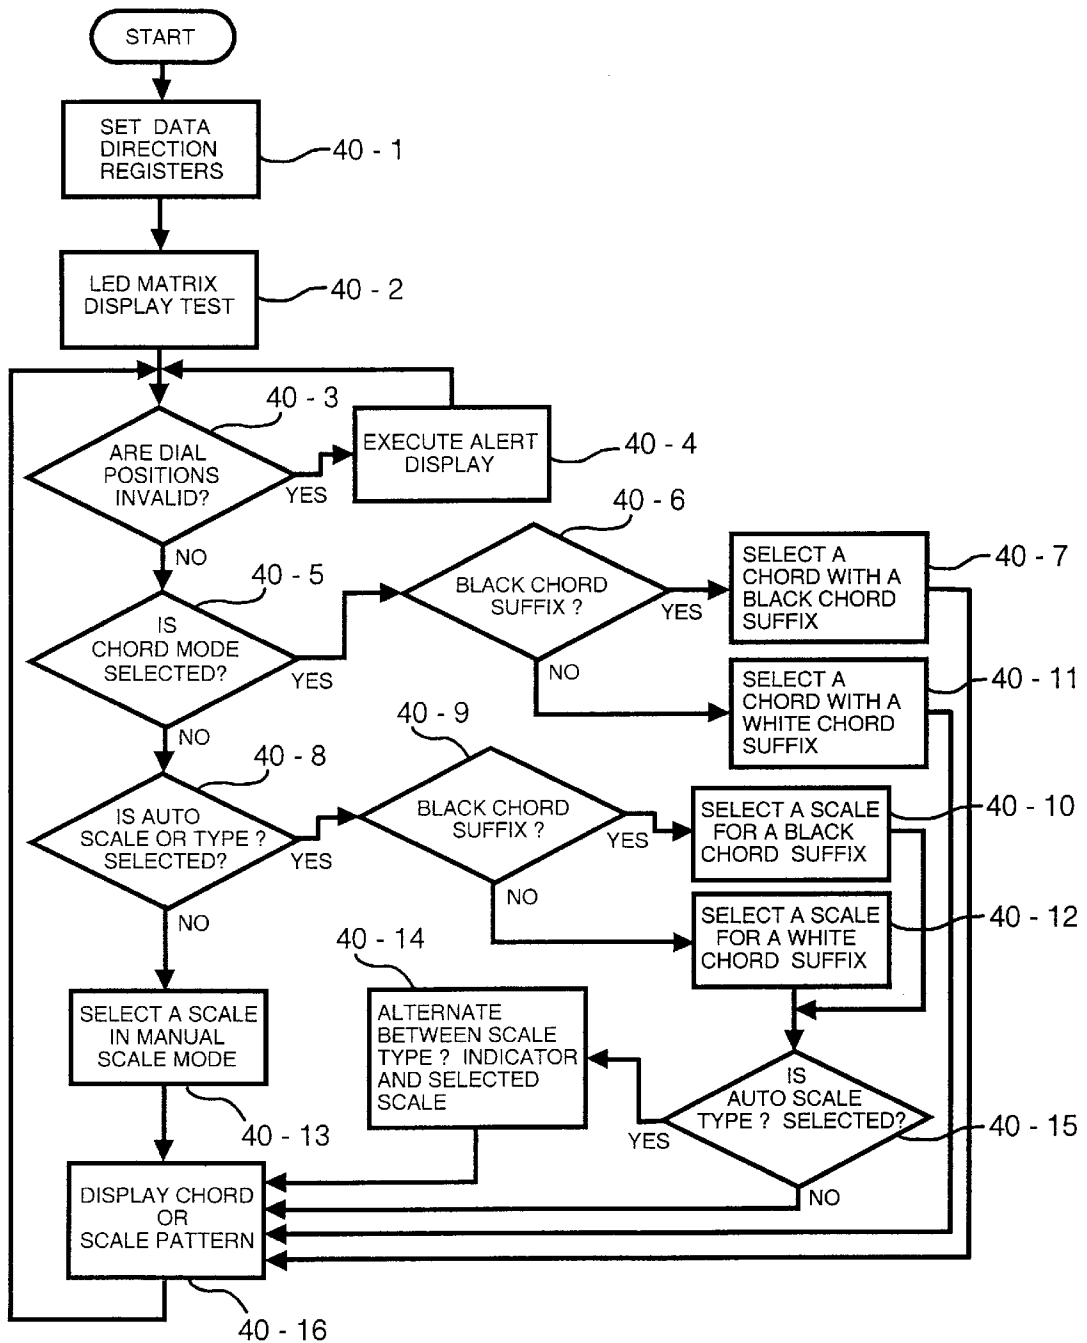 START
SET DATA
DIRECTION
REGISTERS
40 - 1
LED MATRIX
DISPLAY TEST
40 - 2
40 - 3
ARE DIAL
POSITIONS
INVALID?
YES
NO
EXECUTE ALERT
DISPLAY
40 - 4
40 - 5
IS
CHORD MODE
SELECTED?
YES
NO
40 - 6
BLACK CHORD
SUFFIX ?
YES
NO
SELECT A
CHORD WITH A
BLACK CHORD
SUFFIX
40 - 7
SELECT A
CHORD WITH A
WHITE CHORD
SUFFIX
40 - 11
40 - 8
IS AUTO
SCALE OR TYPE ?
SELECTED?
YES
NO
40 - 9
BLACK CHORD
SUFFIX ?
YES
NO
SELECT A SCALE
FOR A BLACK
CHORD SUFFIX
40 - 10
SELECT A SCALE
FOR A WHITE
CHORD SUFFIX
40 - 12
40 - 14
ALTERNATE
BETWEEN SCALE
TYPE ? INDICATOR
AND SELECTED
SCALE
IS
AUTO SCALE
TYPE ? SELECTED?
YES
NO
40 - 15
SELECT A SCALE
IN MANUAL
SCALE MODE
40 - 13
DISPLAY CHORD
OR
SCALE PATTERN
40 - 16